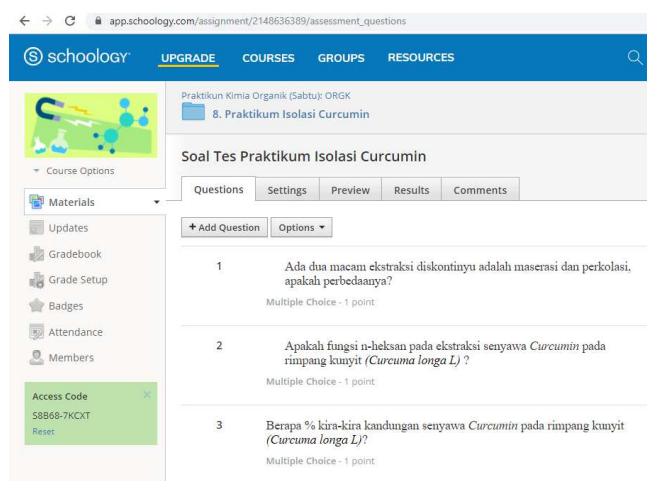 app.schoology.com/assignment/2148636389/assessment_questions
S schoology®
UPGRADE COURSES GROUPS RESOURCES
Praktikun Kimia Organik (Sabtu): ORGK
8. Praktikum Isolasi Curcumin
Soal Tes Praktikum Isolasi Curcumin
Course Options
Materials
Updates
Gradebook
Grade Setup
Badges
Attendance
Members
Access Code
S8B68-7KCXT
Reset
Questions Settings Preview Results Comments
+ Add Question Options
1 Ada dua macam ekstraksi diskontinyu adalah maserasi dan perkolasi,
apakah perbedaanya?
Multiple Choice - 1 point
2 Apakah fungsi n-heksan pada ekstraksi senyawa Curcumin pada
rimpang kunyit (Curcuma longa L) ?
Multiple Choice - 1 point
3 Berapa % kira-kira kandungan senyawa Curcumin pada rimpang kunyit
(Curcuma longa L)?
Multiple Choice - 1 point